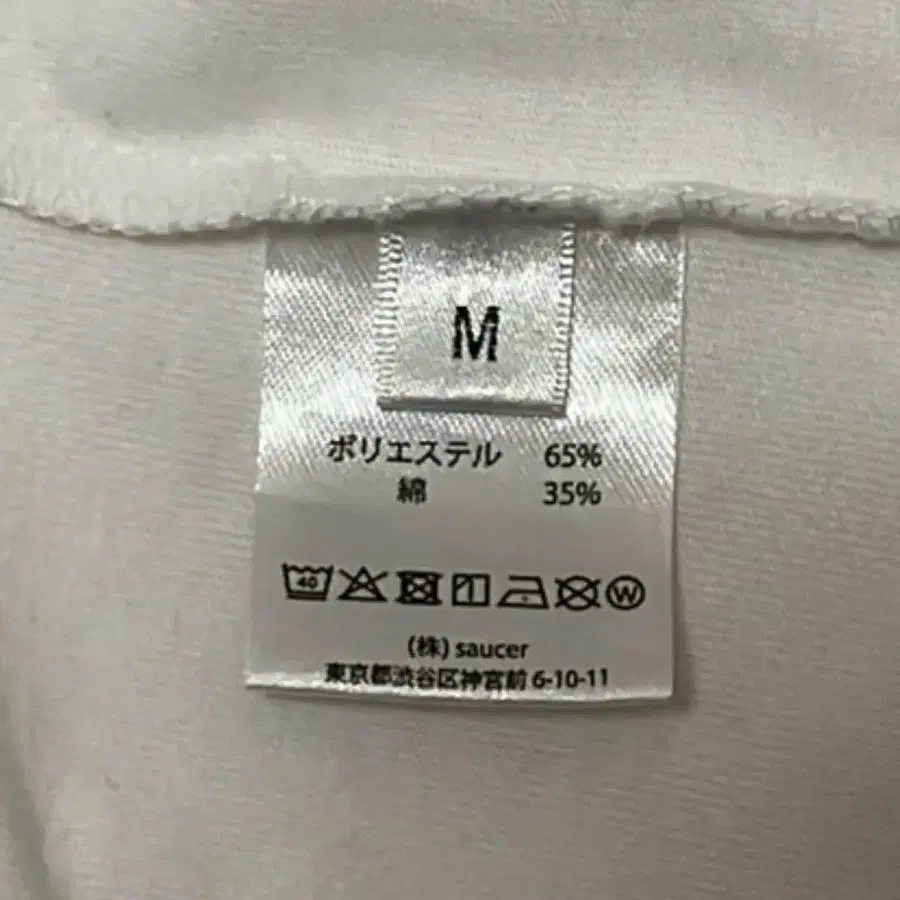 M
ポリエステル 65%
綿 35%
40 W
(株) saucer
東京都渋谷区神宮前 6-10-11